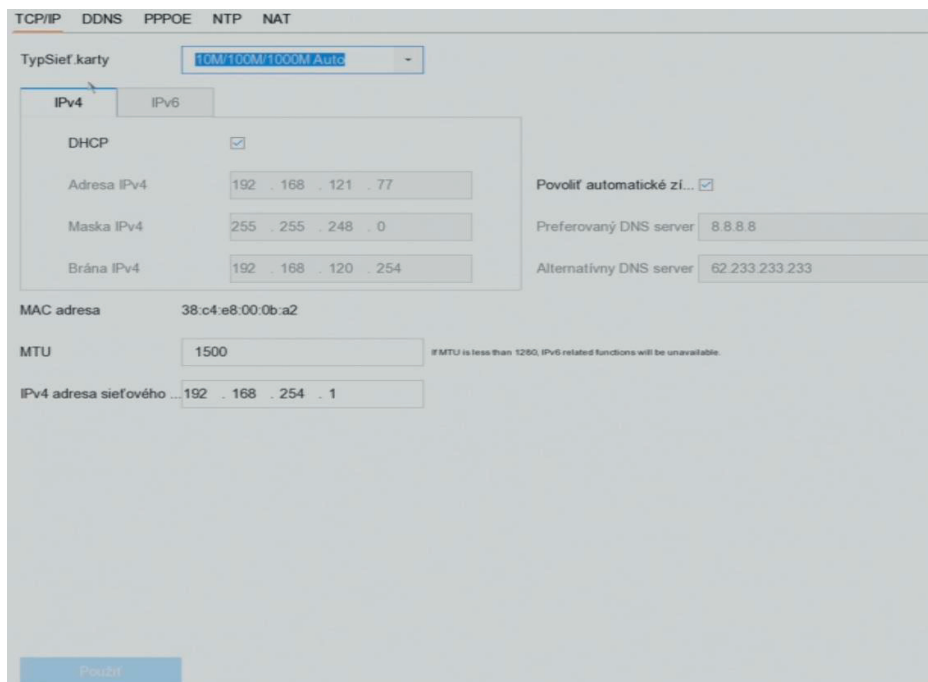 TCP/IP DDNS PPPOE NTP NAT
TypSieť.karty 10M/100M/1000M Auto
IPv4 IPv6
DHCP
Adresa IPv4 192 . 168 . 121 . 77 Povoliť automatické zí...
Maska IPv4 255 . 255 . 248 . 0 Preferovaný DNS server 8.8.8.8
Brána IPv4 192 . 168 . 120 . 254 Alternatívny DNS server 62.233.233.233
MAC adresa 38:c4:e8:00:0b:a2
MTU 1500 If MTU is less than 1280, IPv6 related functions will be unavailable.
IPv4 adresa sieťového ... 192 . 168 . 254 . 1
Použiť